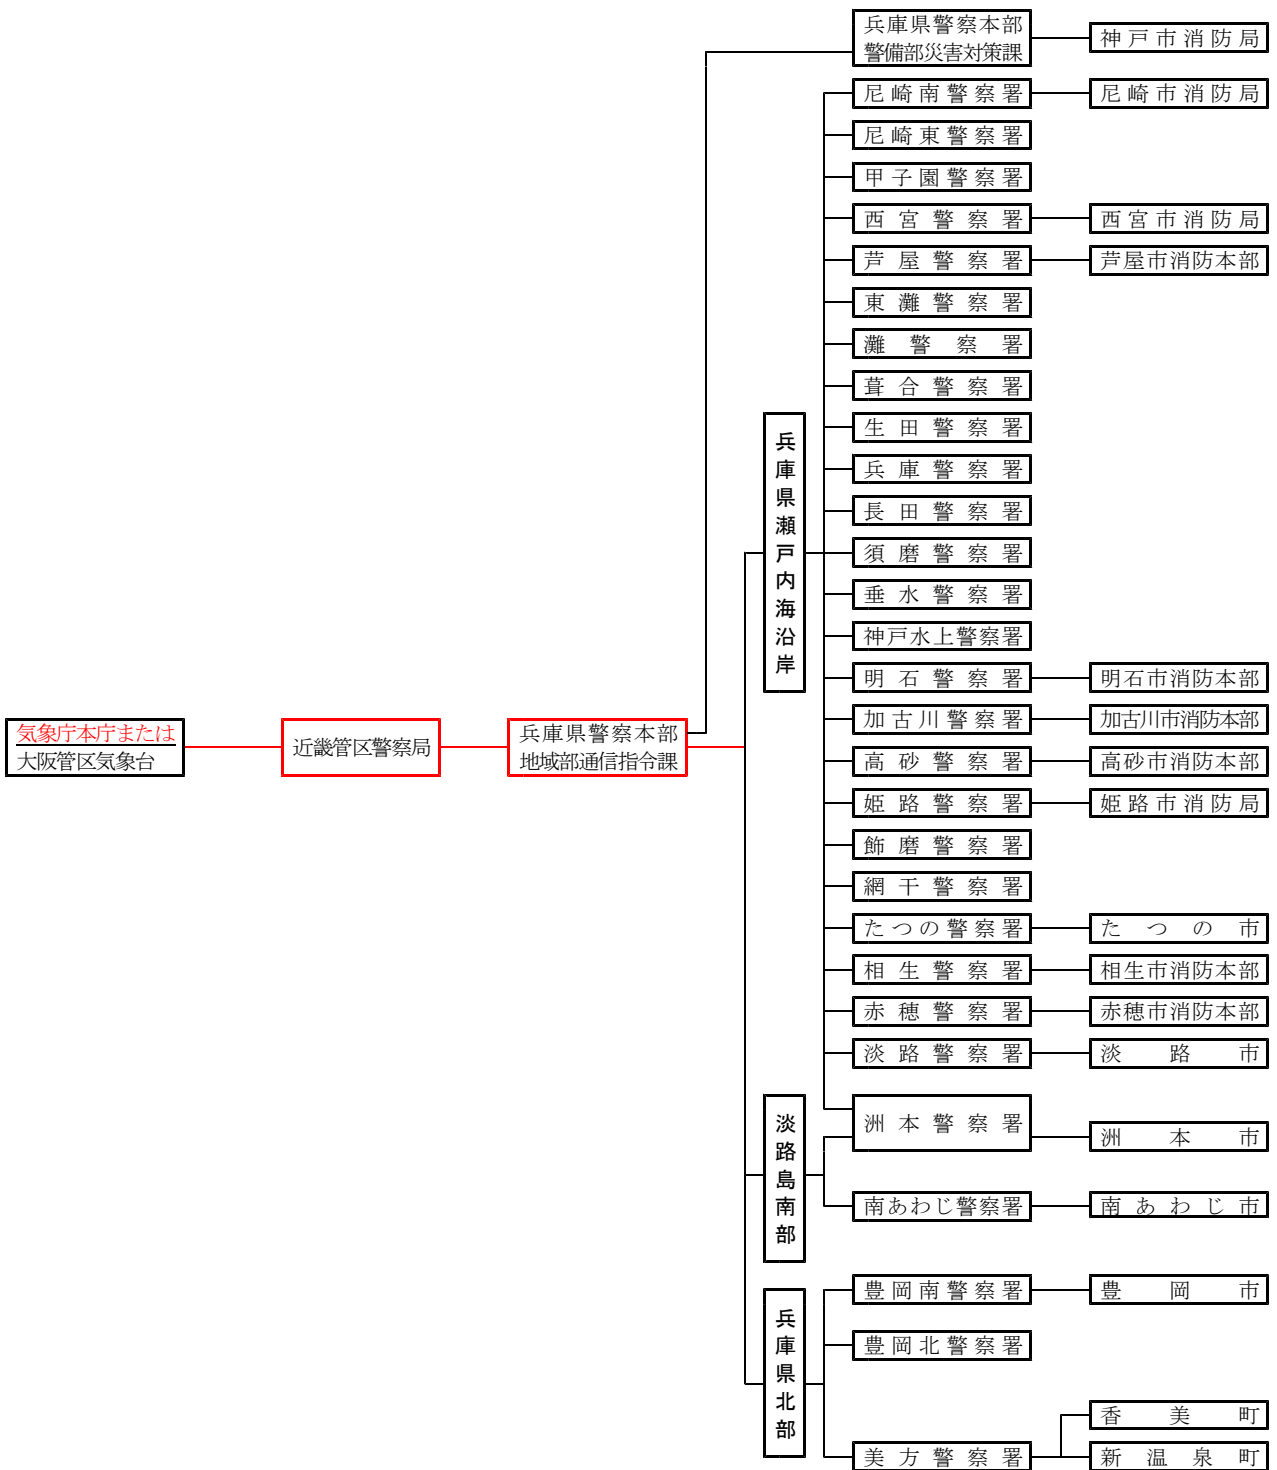 兵庫県警察本部
警備部災害対策課
神戸市消防局
尼崎南警察署
尼崎市消防局
尼崎東警察署
甲子園警察署
西宮警察署
西宮市消防局
芦屋警察署
芦屋市消防本部
東灘警察署
灘警察署
葺合警察署
生田警察署
兵庫警察署
長田警察署
須磨警察署
垂水警察署
神戸水上警察署
明石警察署
明石市消防本部
加古川警察署
加古川市消防本部
高砂警察署
高砂市消防本部
姫路警察署
姫路市消防局
飾磨警察署
網干警察署
たつの警察署
たつの市
相生警察署
相生市消防本部
赤穂警察署
赤穂市消防本部
淡路警察署
淡路市
兵庫県瀬戸内海沿岸
気象庁本庁または
大阪管区気象台
近畿管区警察局
兵庫県警察本部
地域部通信指令課
淡路島南部
洲本警察署
洲本市
南あわじ警察署
南あわじ市
兵庫県北部
豊岡南警察署
豊岡市
豊岡北警察署
香美町
美方警察署
新温泉町